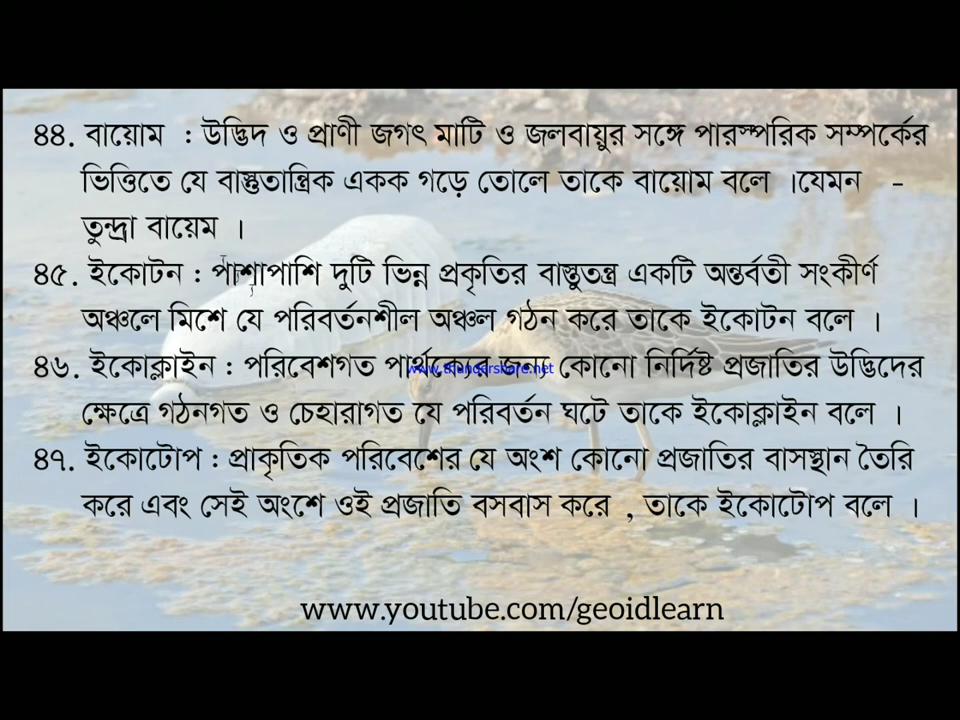 ৪৪. বায়োম : উদ্ভিদ ও প্রাণী জগৎ মাটি ও জলবায়ুর সঙ্গে পারস্পরিক সম্পর্কের
ভিত্তিতে যে বাস্তুতান্ত্রিক একক গড়ে তোলে তাকে বায়োম বলে ।যেমন -
তুন্দ্রা বায়েম ।
৪৫. ইকোটন : পাশাপাশি দুটি ভিন্ন প্রকৃতির বাস্তুতন্ত্র একটি অন্তর্বতী সংকীর্ণ
অঞ্চলে মিশে যে পরিবর্তনশীল অঞ্চল গঠন করে তাকে ইকোটন বলে ।
৪৬. ইকোক্লাইন : পরিবেশগত পার্থক্যের জন্য কোনো নির্দিষ্ট প্রজাতির উদ্ভিদের
www.thundershare.net
ক্ষেত্রে গঠনগত ও চেহারাগত যে পরিবর্তন ঘটে তাকে ইকোক্লাইন বলে ।
৪৭. ইকোটোপ : প্রাকৃতিক পরিবেশের যে অংশ কোনো প্রজাতির বাসস্থান তৈরি
করে এবং সেই অংশে ওই প্রজাতি বসবাস করে , তাকে ইকোটোপ বলে ।
www.youtube.com/geoidlearn